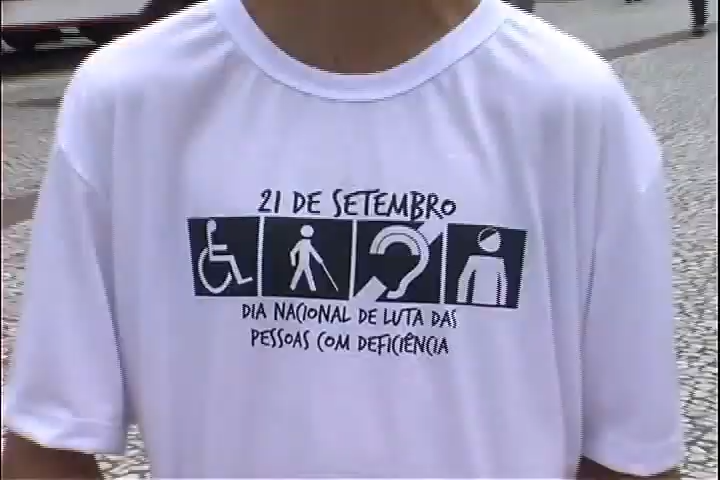 21 DE SETEMBRO
DIA NACIONAL DE LUTA DAS
PESSOAS COM DEFICIÊNCIA